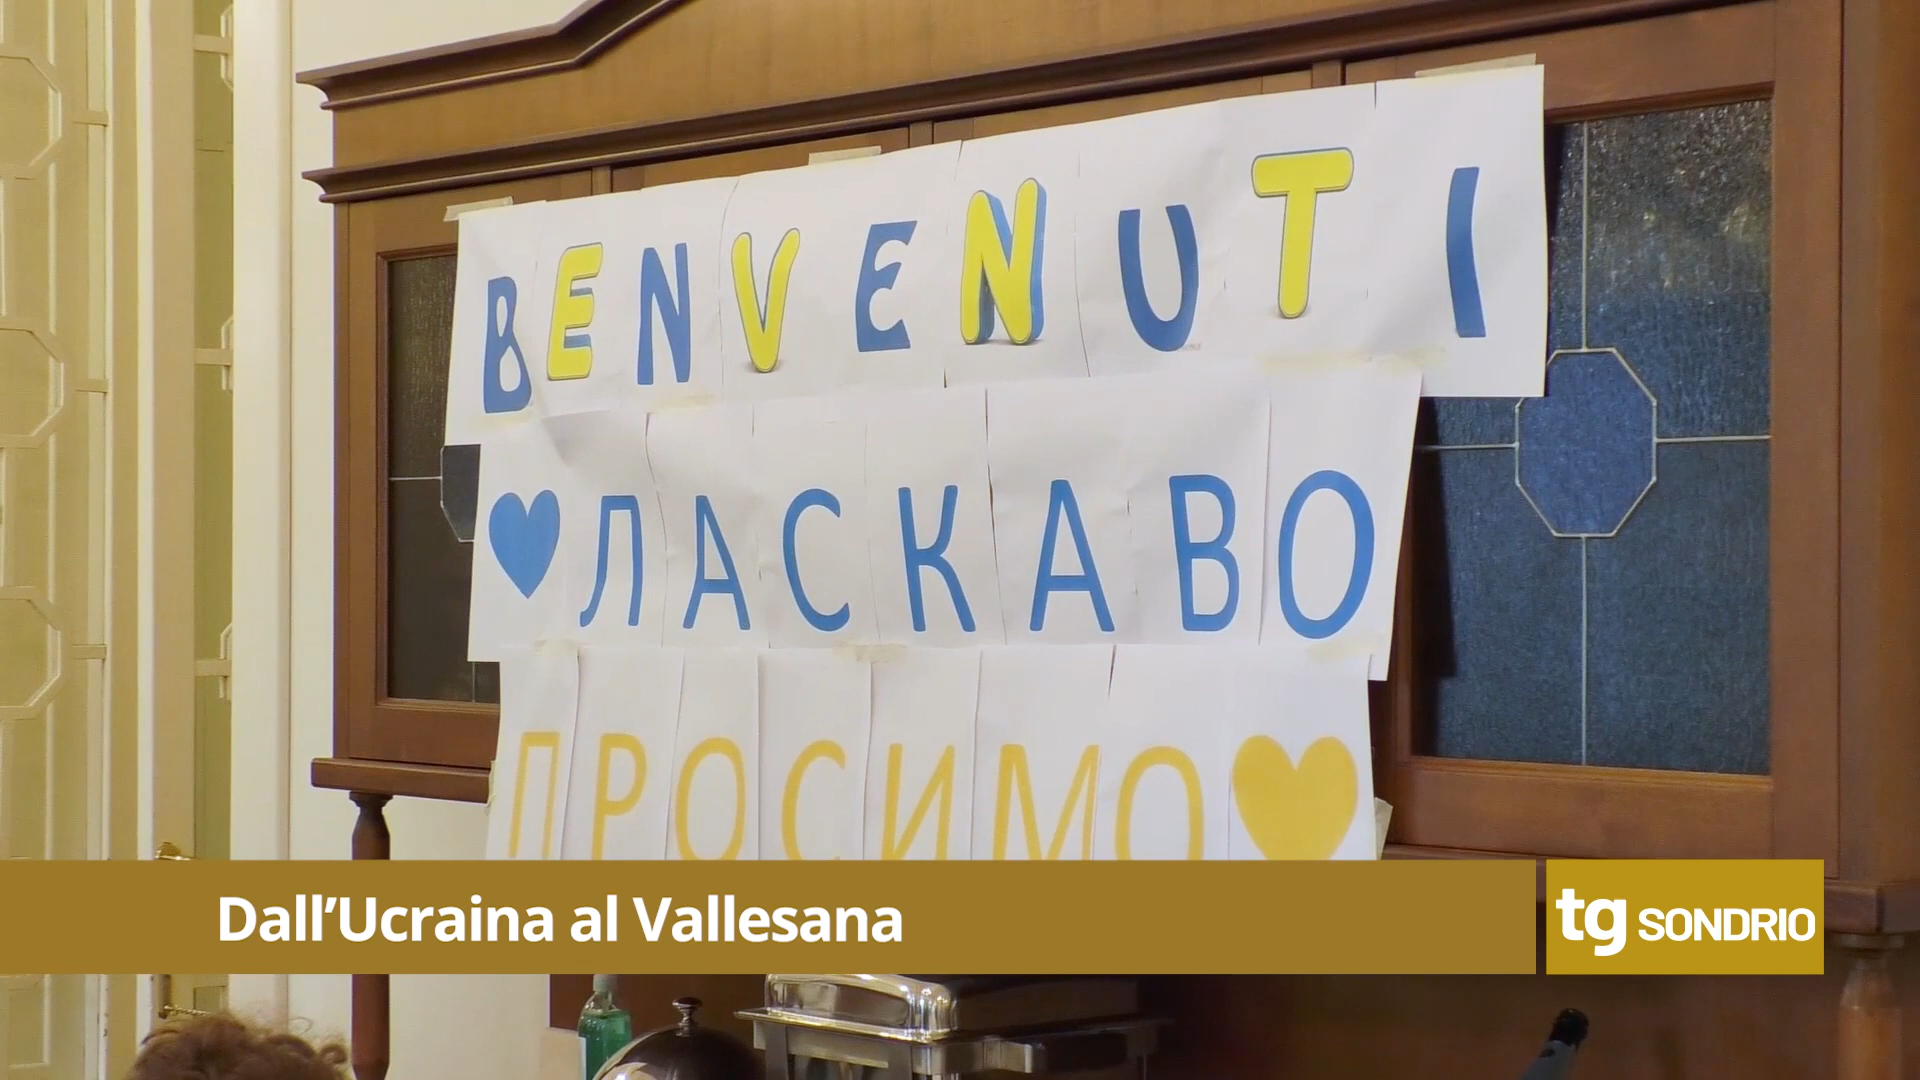 BENVENUTI
ЛАСКАВО
ПРОСИМО
Dall'Ucraina al Vallesana
tg SONDRIO